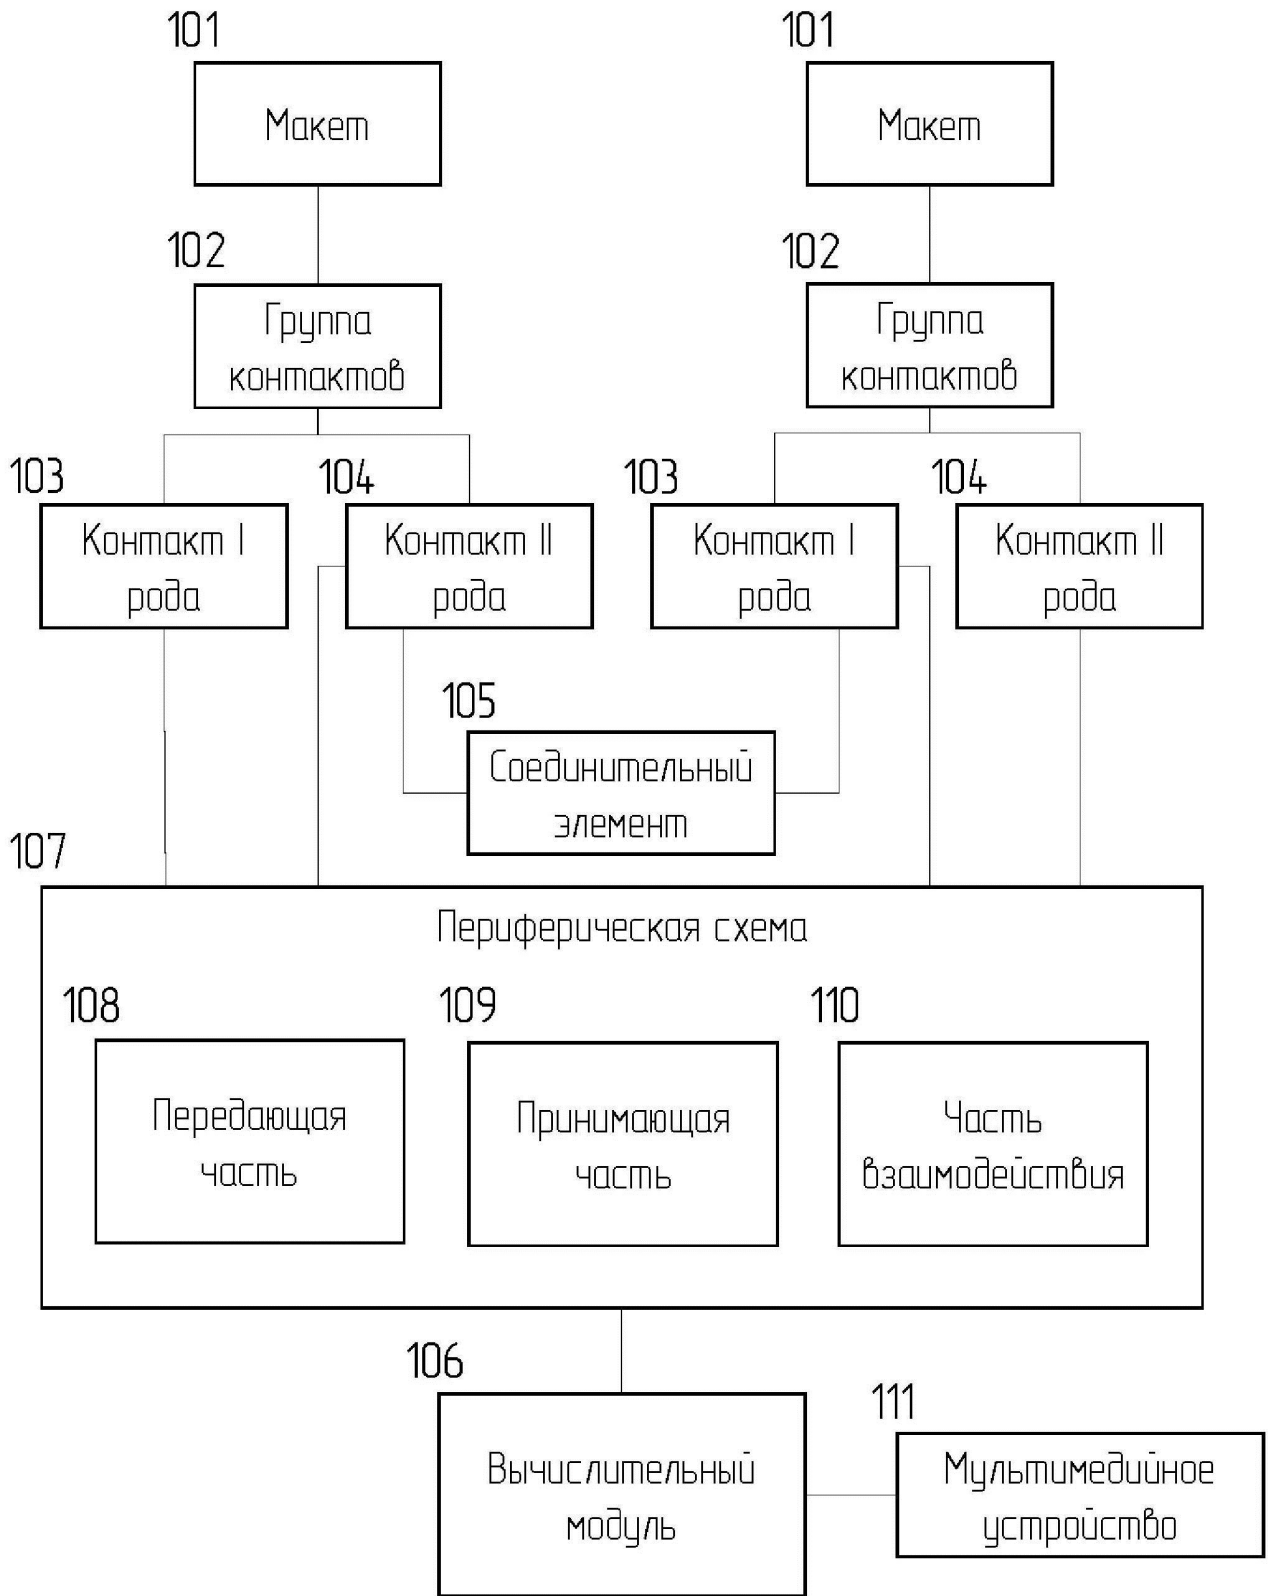 101
101
Макет
Макет
102
102
Группа
контактов
Группа
контактов
103
104
103
104
Контакт I
рода
Контакт II
рода
Контакт I
рода
Контакт II
рода
105
Соединительный
элемент
107
Периферическая схема
108
109
110
Передающая
часть
Принимающая
часть
Часть
взаимодействия
106
111
Вычислительный
модуль
Мультимедийное
устройство